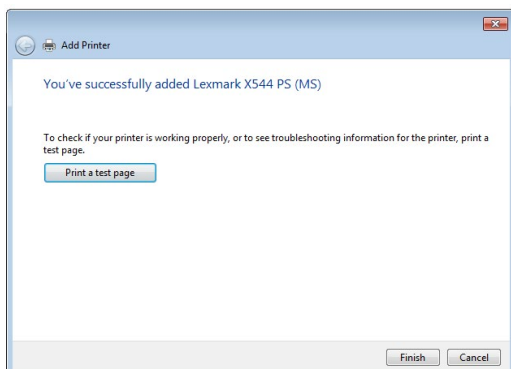 Add Printer
You've successfully added Lexmark X544 PS (MS)
To check if your printer is working properly, or to see troubleshooting information for the printer, print a
test page.
Print a test page
Finish
Cancel